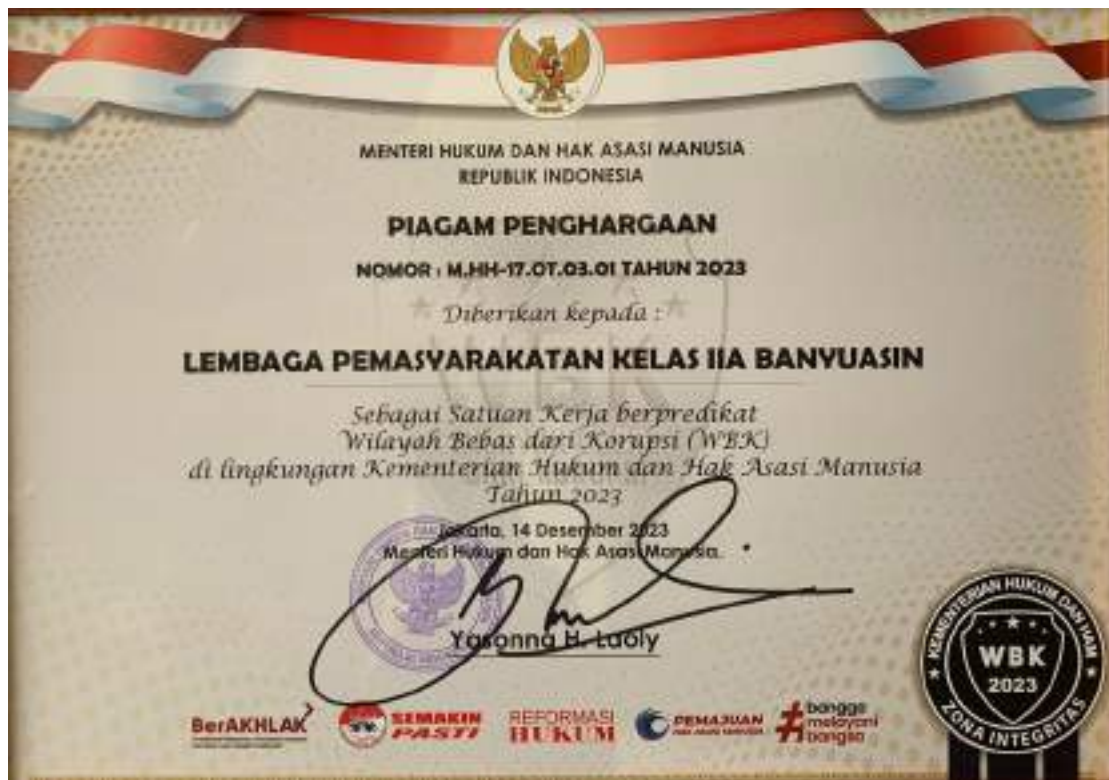 MENTERI HUKUM DAN HAK ASASI MANUSIA
REPUBLIK INDONESIA
PIAGAM PENGHARGAAN
NOMOR : M.HH-17.OT.03.01 TAHUN 2023
Diberikan kepada :
LEMBAGA PEMASYARAKATAN KELAS IIA BANYUASIN
Sebagai Satuan Kerja berpredikat
Wilayah Bebas dari Korupsi (WBK)
di lingkungan Kementerian Hukum dan Hak Asasi Manusia
Tahun 2023
Jakarta, 14 Desember 2023
Menteri Hukum dan Hak Asasi Manusia.
Yasonna H. Laoly
KEMENTERIAN HUKUM DAN HAM
WBK
2023
ZONA INTEGRITAS
BerAKHLAK
SEMAKIN
PASTI
REFORMASI
HUKUM
PEMAJUAN
#bangga
melayani
bangsa